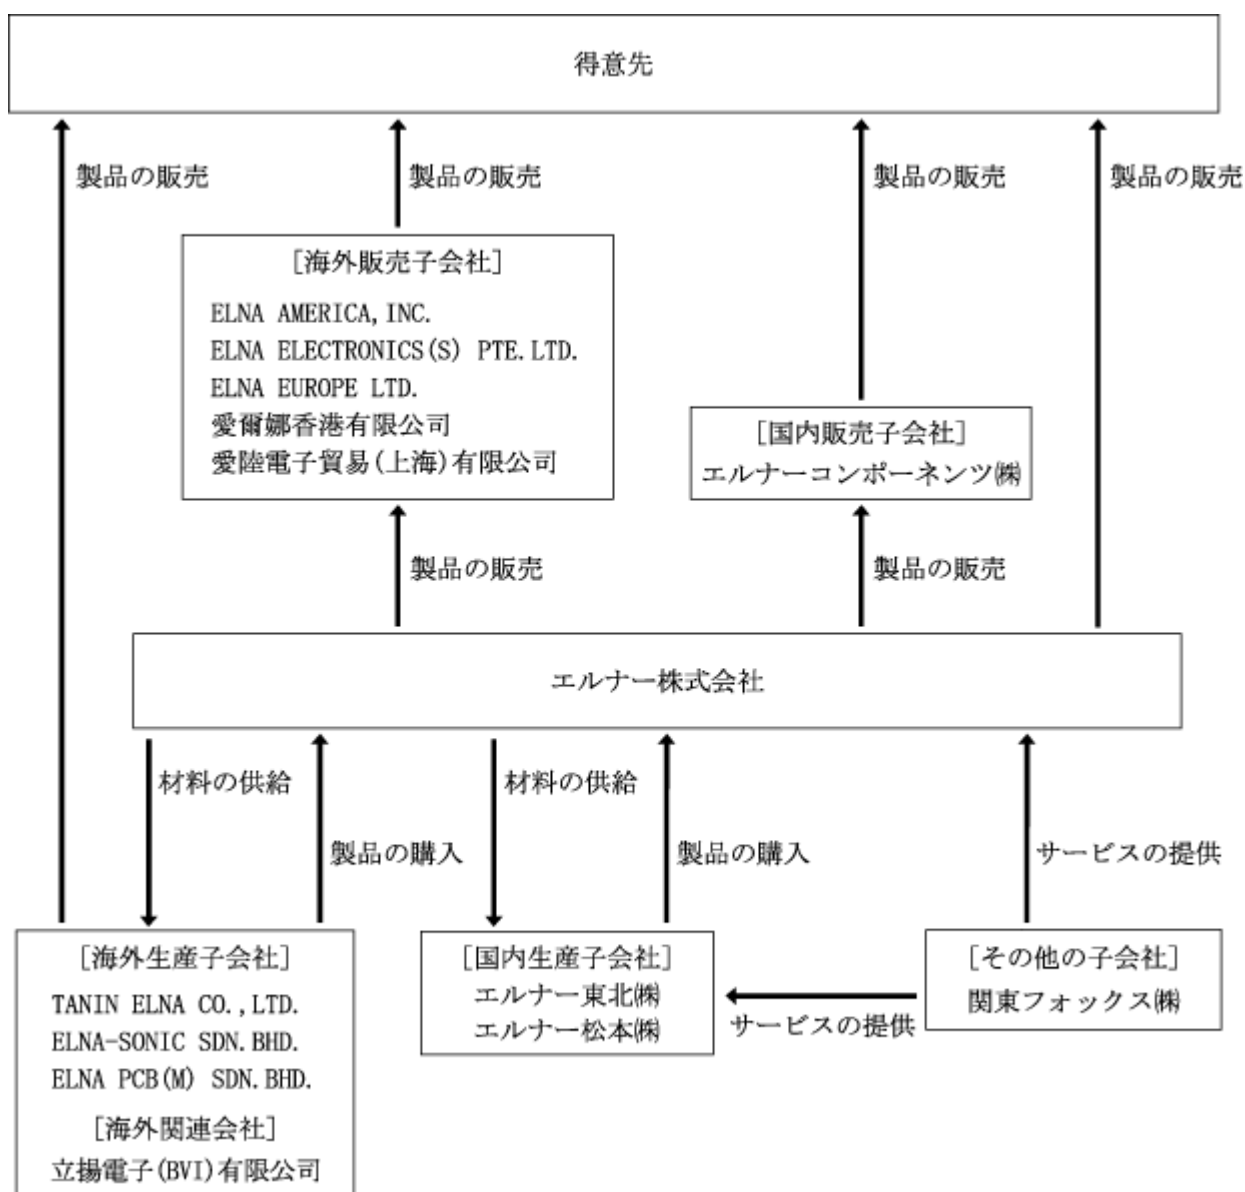 得意先
製品の販売
製品の販売
製品の販売
製品の販売
［海外販売子会社］
ELNA AMERICA,INC.
ELNA ELECTRONICS(S) PTE.LTD.
ELNA EUROPE LTD.
愛爾娜香港有限公司
愛陸電子貿易(上海)有限公司
［国内販売子会社］
エルナーコンポーネンツ㈱
製品の販売
製品の販売
エルナー株式会社
材料の供給
材料の供給
製品の購入
製品の購入
サービスの提供
［海外生産子会社］
TANIN ELNA CO.,LTD.
ELNA-SONIC SDN.BHD.
ELNA PCB(M) SDN.BHD.
［海外関連会社］
立揚電子(BVI)有限公司
［国内生産子会社］
エルナー東北㈱
エルナー松本㈱
サービスの提供
［その他の子会社］
関東フォックス㈱